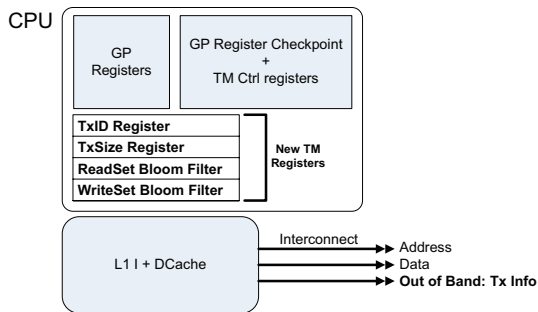 CPU
GP
Registers
GP Register Checkpoint
+
TM Ctrl registers
TxID Register
TxSize Register
ReadSet Bloom Filter
WriteSet Bloom Filter
New TM
Registers
L1 I + DCache
Interconnect
Address
Data
Out of Band: Tx Info